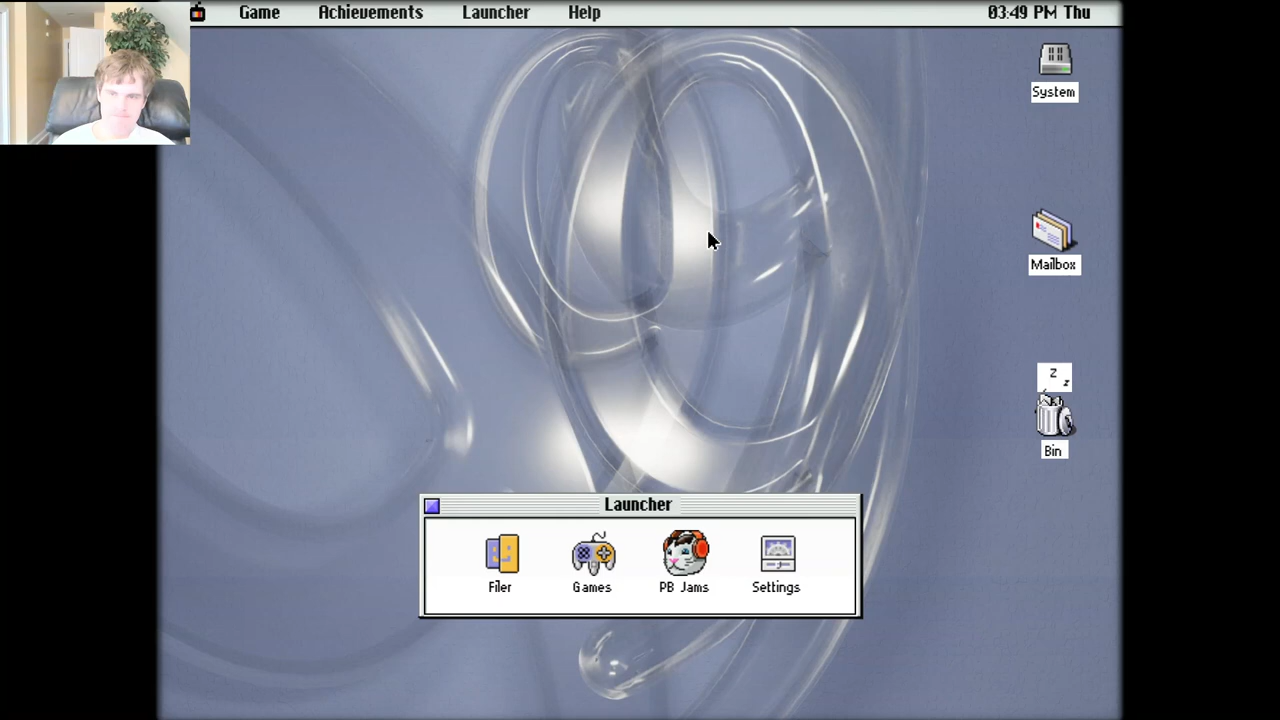 Game Achievements Launcher Help 03:49 PM Thu
System
Mailbox
Z z
Bin
Launcher
Filer Games PB Jams Settings